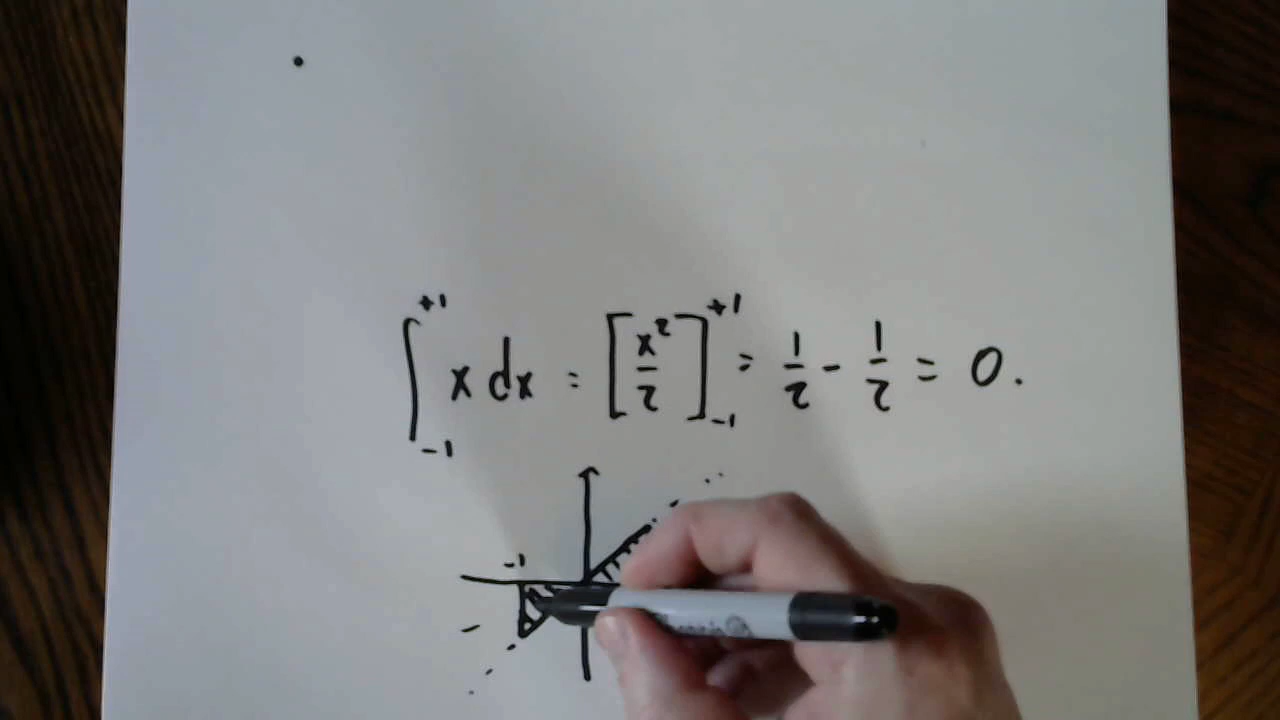 ∫_{-1}^{+1} x dx = [x²/2]_{-1}^{+1} = 1/2 - 1/2 = 0.
-1